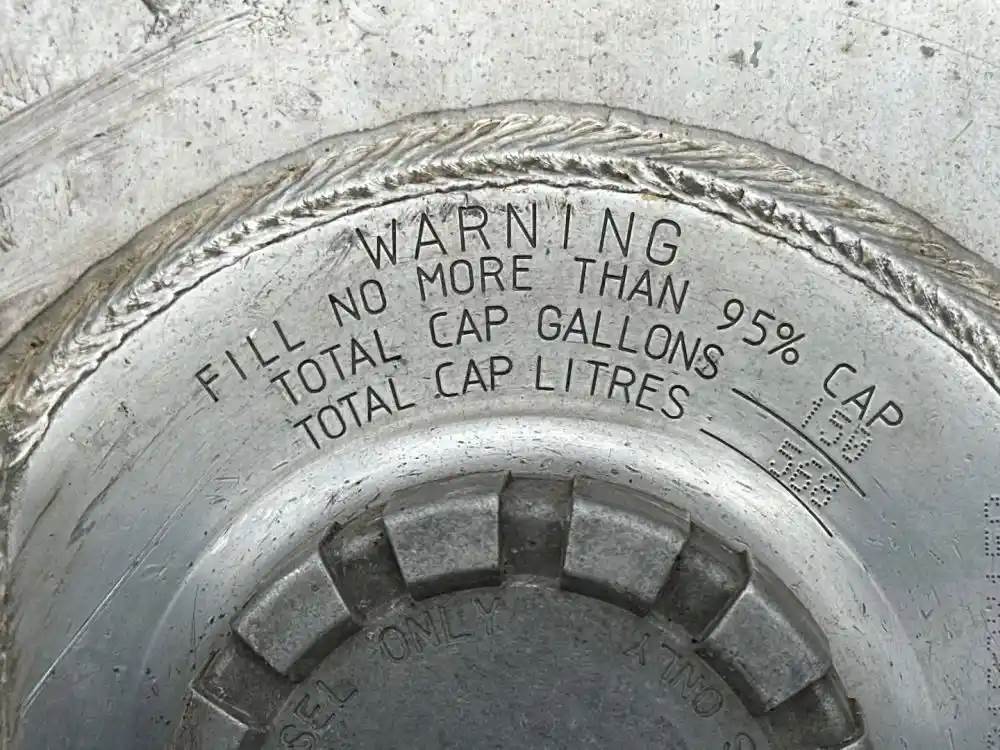 WARNING
FILL NO MORE THAN 95% CAP
TOTAL CAP GALLONS 150
TOTAL CAP LITRES 568
ONLY
ONLY